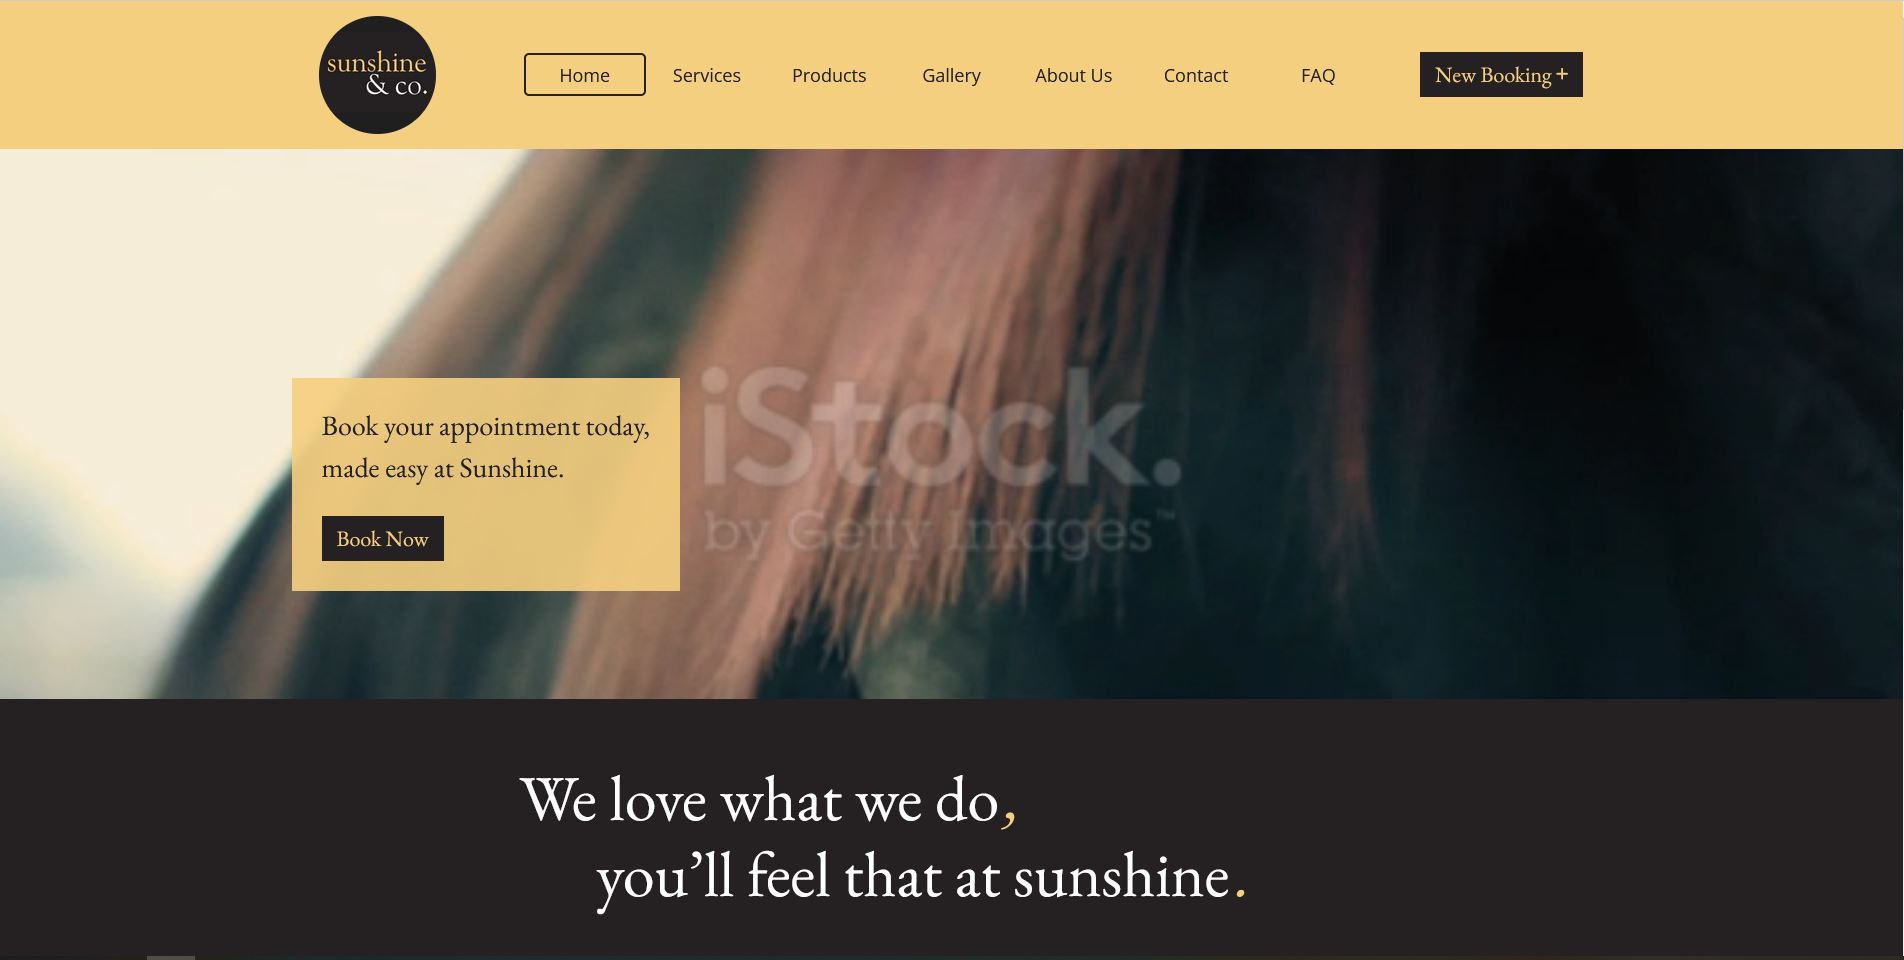 sunshine
& co.
Home
Services
Products
Gallery
About Us
Contact
FAQ
New Booking +
iStock.
by Getty Images™
Book your appointment today,
made easy at Sunshine.
Book Now
We love what we do,
you’ll feel that at sunshine.